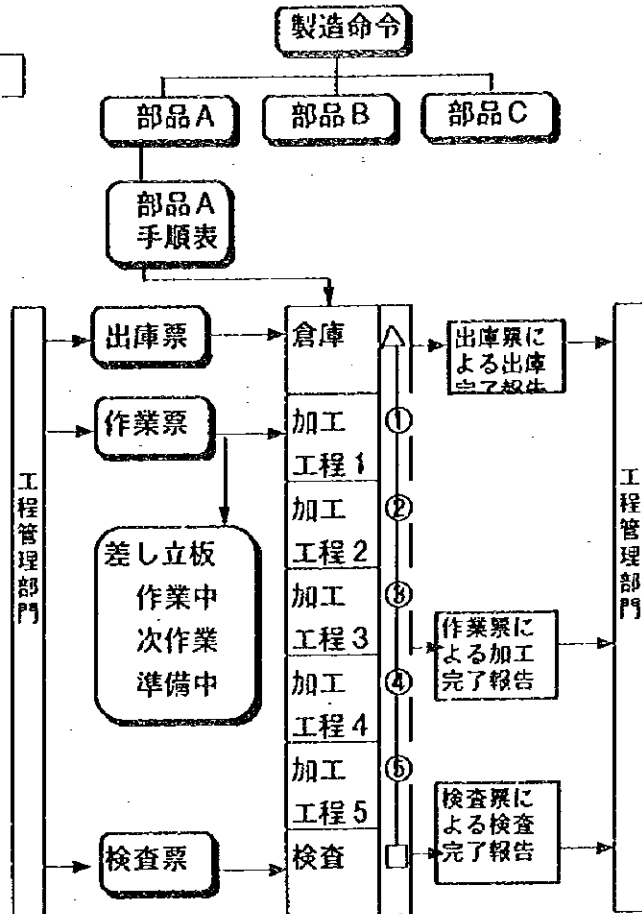 製造命令
部品A
部品B
部品C
部品A
手順表
出庫票
倉庫
出庫票に
よる出庫
完了報告
作業票
加工
①
工程1
工程管理部門
加工
②
工程2
差し立板
作業中
次作業
準備中
加工
③
工程3
作業票に
よる加工
完了報告
加工
④
工程4
加工
⑤
工程5
検査票
検査
検査票に
よる検査
完了報告
工程管理部門